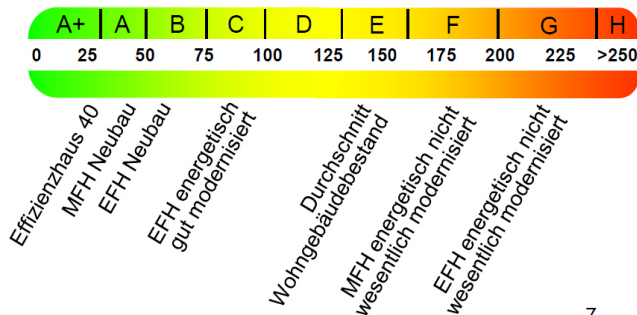 A+ A B C D E F G H
0 25 50 75 100 125 150 175 200 225 >250
Effizienzhaus 40
MFH Neubau
EFH Neubau
EFH energetisch
gut modernisiert
Durchschnitt
Wohngebäudebestand
MFH energetisch nicht
wesentlich modernisiert
EFH energetisch nicht
wesentlich modernisiert